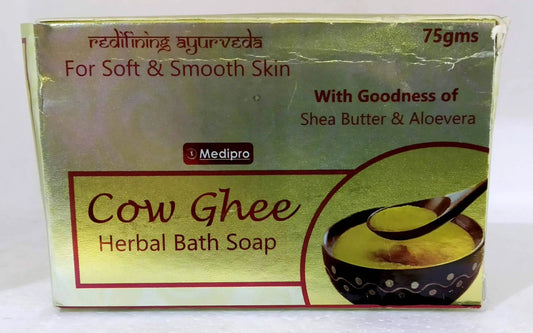 redifining ayurveda
75gms
For Soft & Smooth Skin
With Goodness of
Shea Butter & Aloevera
Medipro
Cow Ghee
Herbal Bath Soap